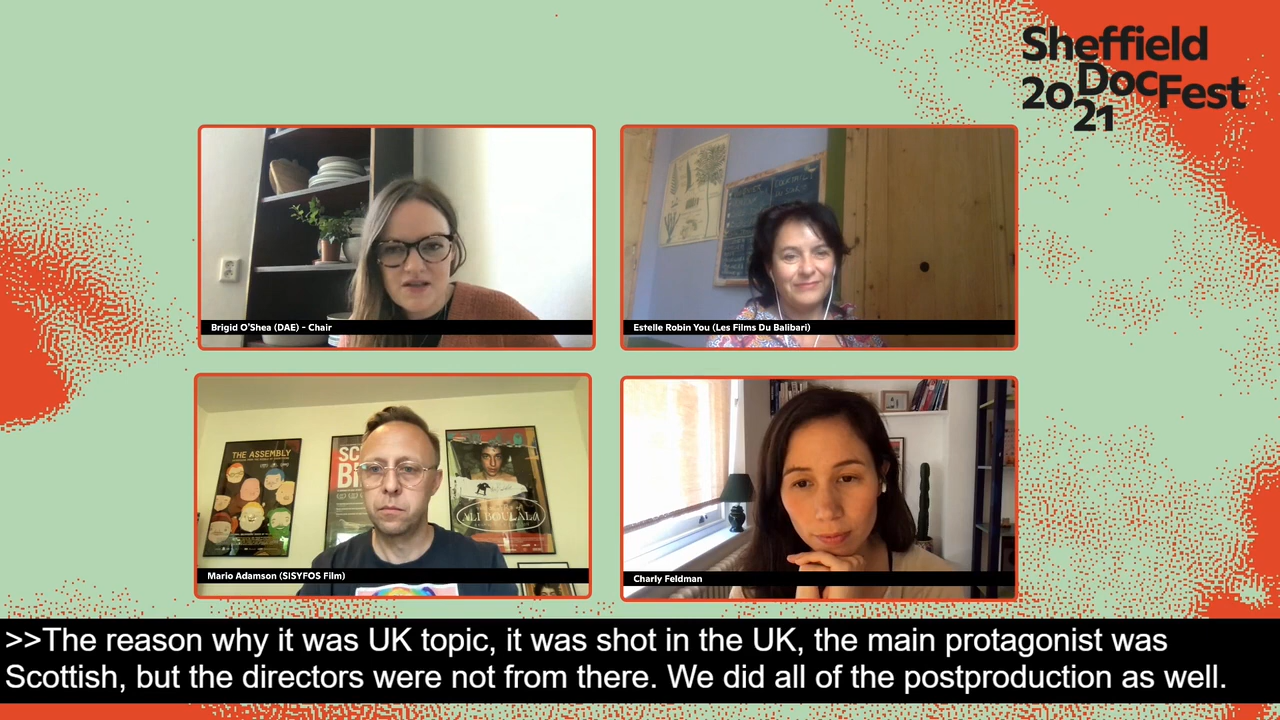 Sheffield
DocFest
2021
Brigid O'Shea (DAE) - Chair
Estelle Robin You (Les Films Du Balibari)
THE ASSEMBLY
ALI BOULALA
Mario Adamson (SISYFOS Film)
Charly Feldman
>>The reason why it was UK topic, it was shot in the UK, the main protagonist was
Scottish, but the directors were not from there. We did all of the postproduction as well.